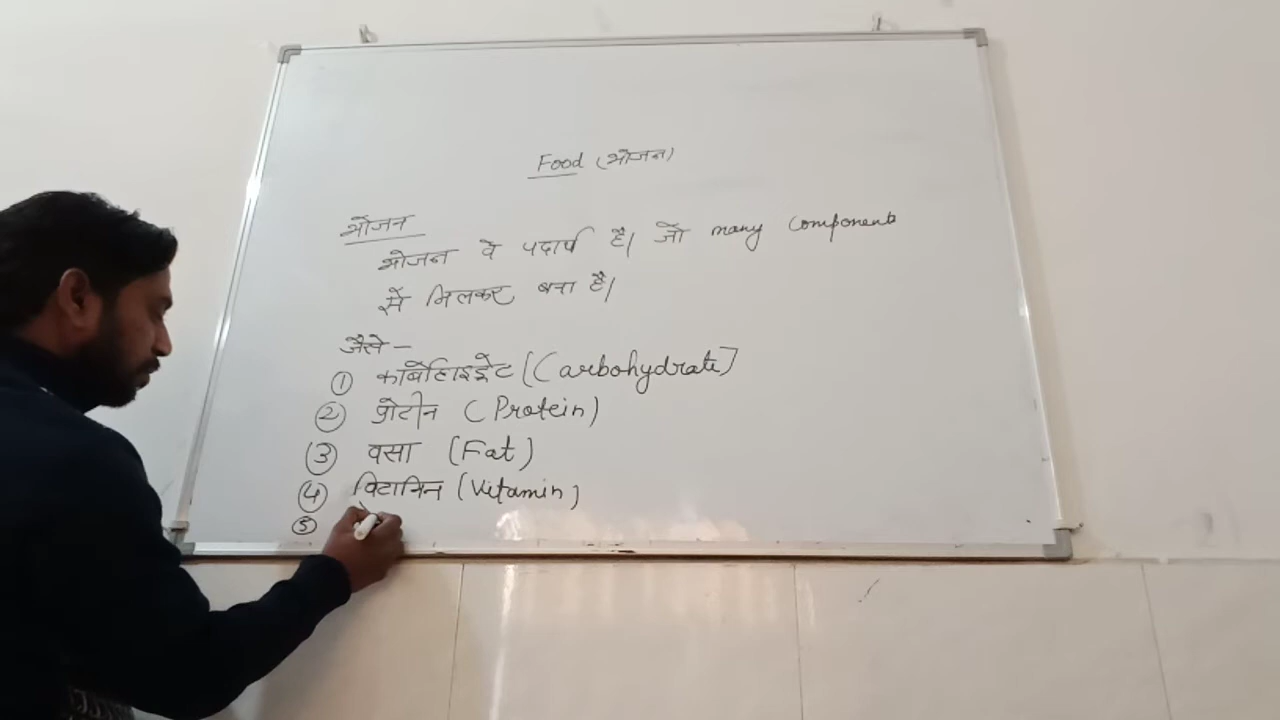 Food (भोजन)
भोजन
भोजन वे पदार्थ है। जो many components
से मिलकर बना है।
जैसे-
① कार्बोहाइड्रेट (Carbohydrate]
② प्रोटीन (Protein)
③ वसा (Fat)
④ विटामिन (Vitamin)
⑤